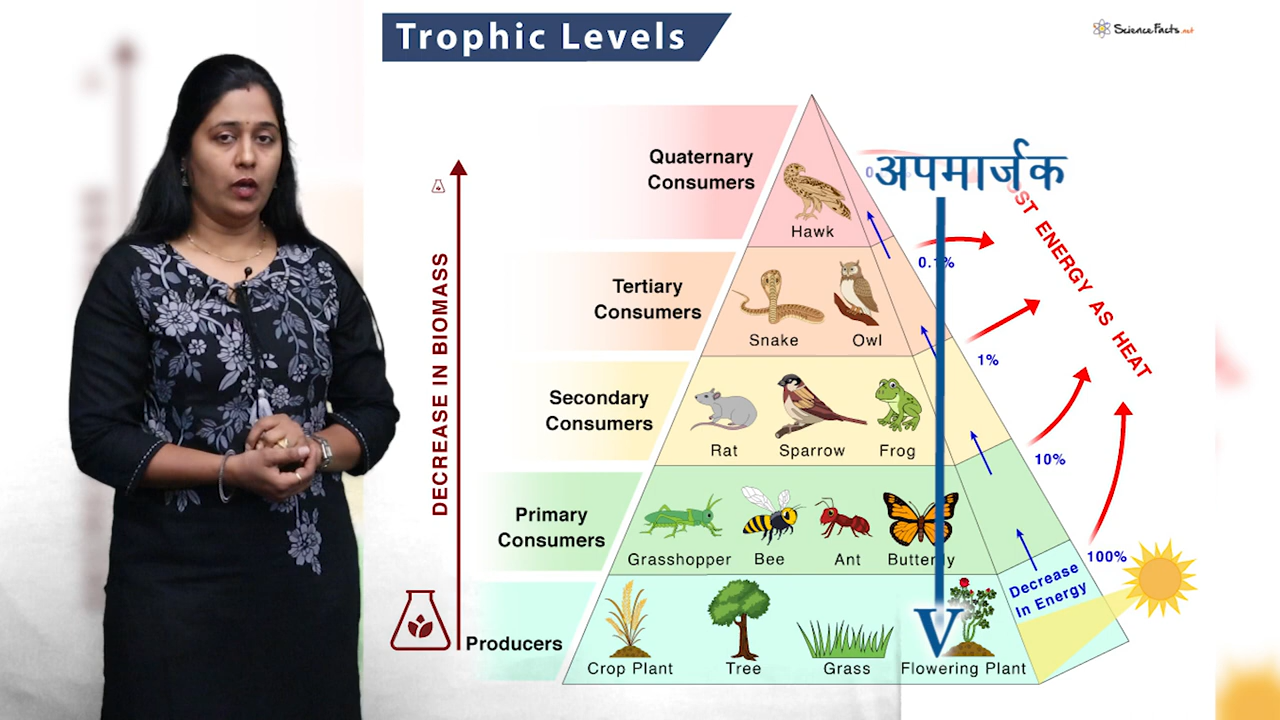 Trophic Levels
ScienceFacts.net
Quaternary
Consumers
Hawk
अपमार्जक
LOST ENERGY AS HEAT
0.1%
Tertiary
Consumers
Snake
Owl
1%
DECREASE IN BIOMASS
Secondary
Consumers
Rat
Sparrow
Frog
10%
Primary
Consumers
Grasshopper
Bee
Ant
Butterfly
100%
Decrease
In Energy
Producers
Crop Plant
Tree
Grass
Flowering Plant
V